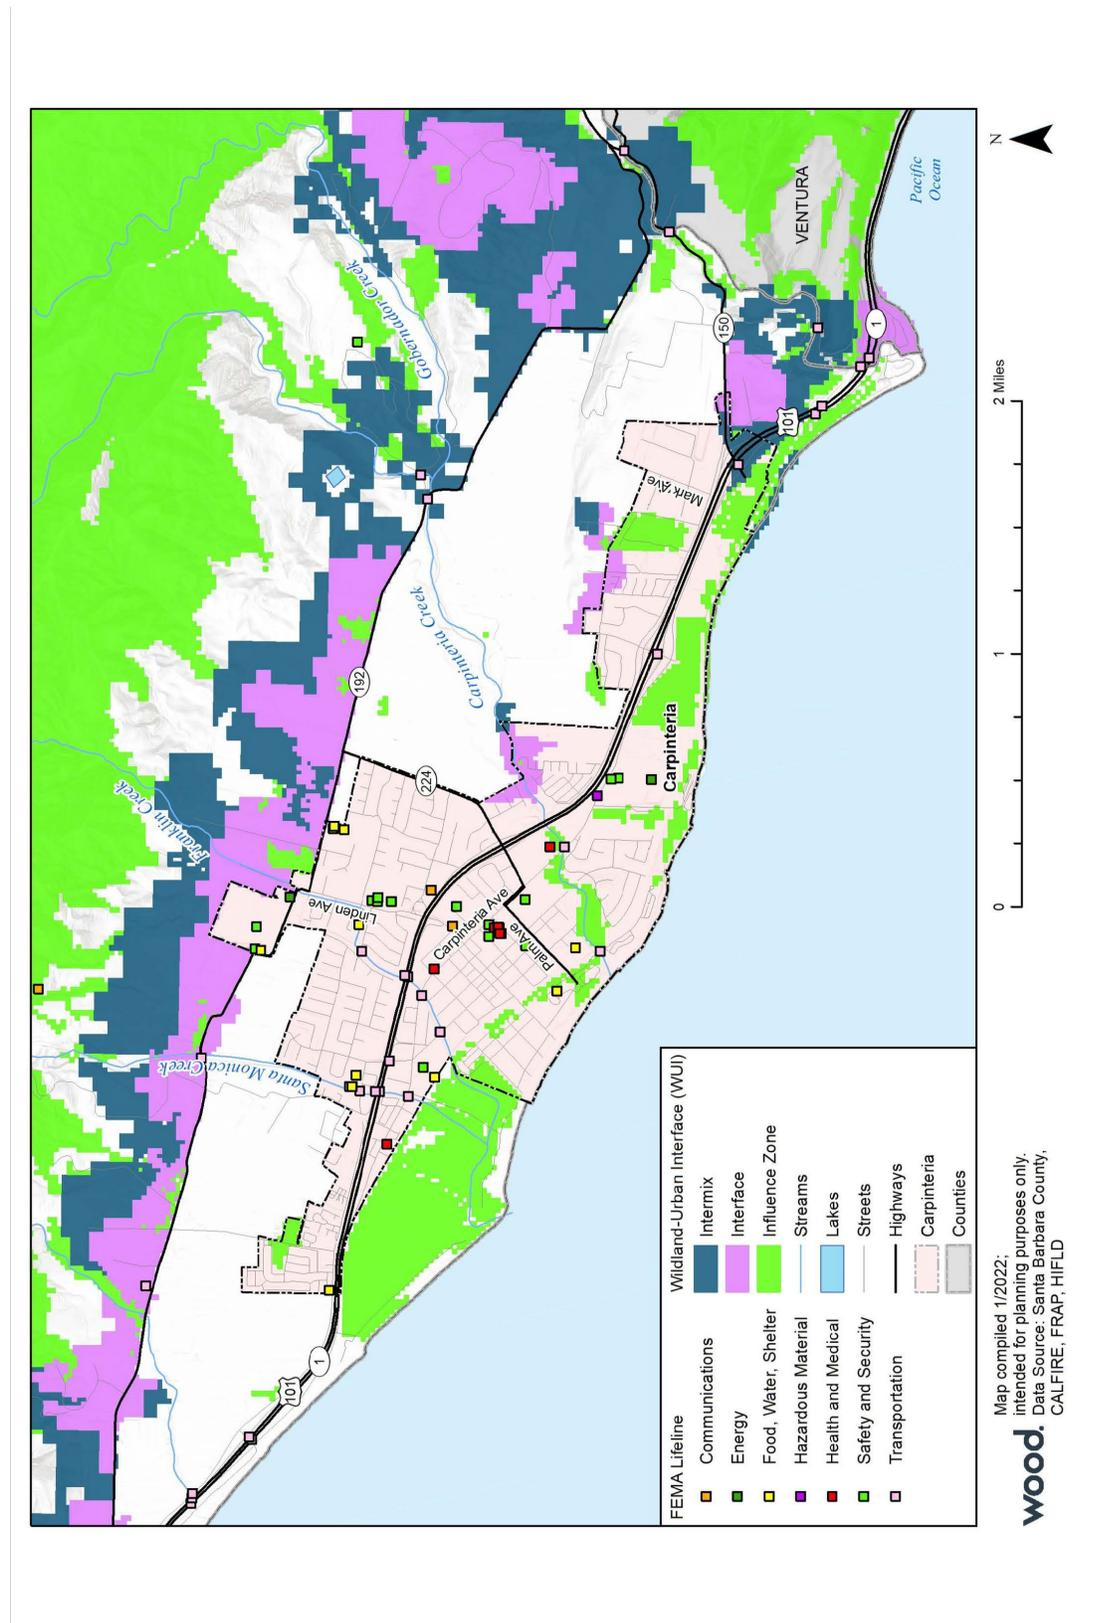 Franklin Creek
Santa Monica Creek
Gobernador Creek
Carpinteria Creek
192
224
150
101
1
101
1
Linden Ave
Carpinteria Ave
Palm Ave
Mark Ave
Carpinteria
VENTURA
Pacific
Ocean
FEMA Lifeline
Communications
Energy
Food, Water, Shelter
Hazardous Material
Health and Medical
Safety and Security
Transportation
Wildland-Urban Interface (WUI)
Intermix
Interface
Influence Zone
Streams
Lakes
Streets
Highways
Carpinteria
Counties
wood.
Map compiled 1/2022;
intended for planning purposes only.
Data Source: Santa Barbara County,
CALFIRE, FRAP, HIFLD
0
1
2 Miles
N